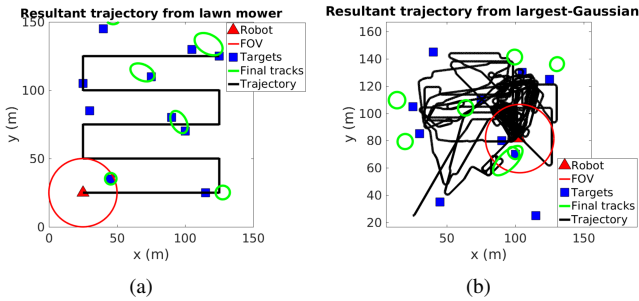 Resultant trajectory from lawn mower
150
100
50
0
0
50
100
150
y (m)
x (m)
Robot
FOV
Targets
Final tracks
Trajectory
(a)
Resultant trajectory from largest-Gaussian
160
140
120
100
80
60
40
20
50
100
150
y (m)
x (m)
Robot
FOV
Targets
Final tracks
Trajectory
(b)